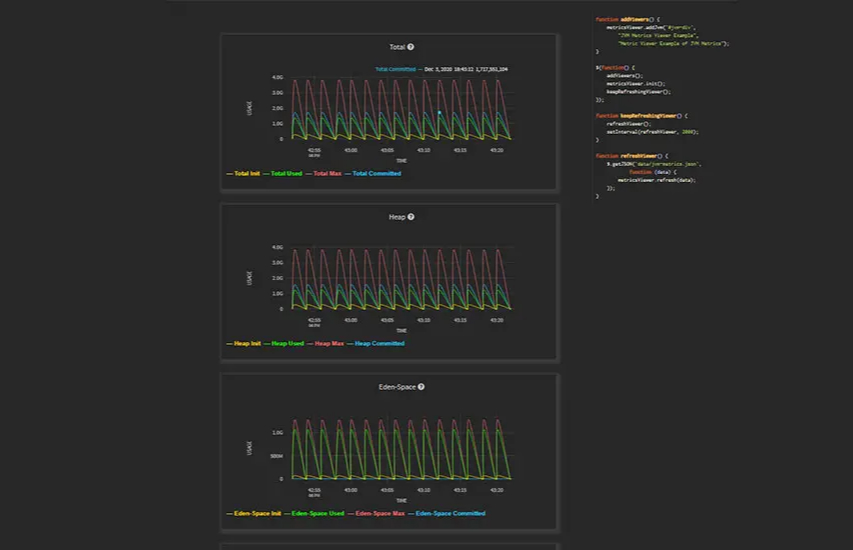 Total
Total Committed — Dec 3, 2020 18:43:12 1,717,551,104
4.0G
3.0G
2.0G
1.0G
0
USAGE
42:55 43:00 43:05 43:10 43:15 43:20
06 PM
TIME
Total Init Total Used Total Max Total Committed
Heap
4.0G
3.0G
2.0G
1.0G
0
USAGE
42:55 43:00 43:05 43:10 43:15 43:20
06 PM
TIME
Heap Init Heap Used Heap Max Heap Committed
Eden-Space
1.0G
500M
0
USAGE
42:55 43:00 43:05 43:10 43:15 43:20
06 PM
TIME
Eden-Space Init Eden-Space Used Eden-Space Max Eden-Space Committed
function addViewers() {
metricsViewer.addJvm("#jvmdiv",
"JVM Metrics Viewer Example",
"Metric Viewer Example of JVM Metrics");
}
$(function() {
addViewers();
metricsViewer.init();
keepRefreshingViewer();
});
function keepRefreshingViewer() {
refreshViewer();
setInterval(refreshViewer, 2000);
}
function refreshViewer() {
$.getJSON('data/jvmmetrics.json',
function (data) {
metricsViewer.refresh(data);
});
}